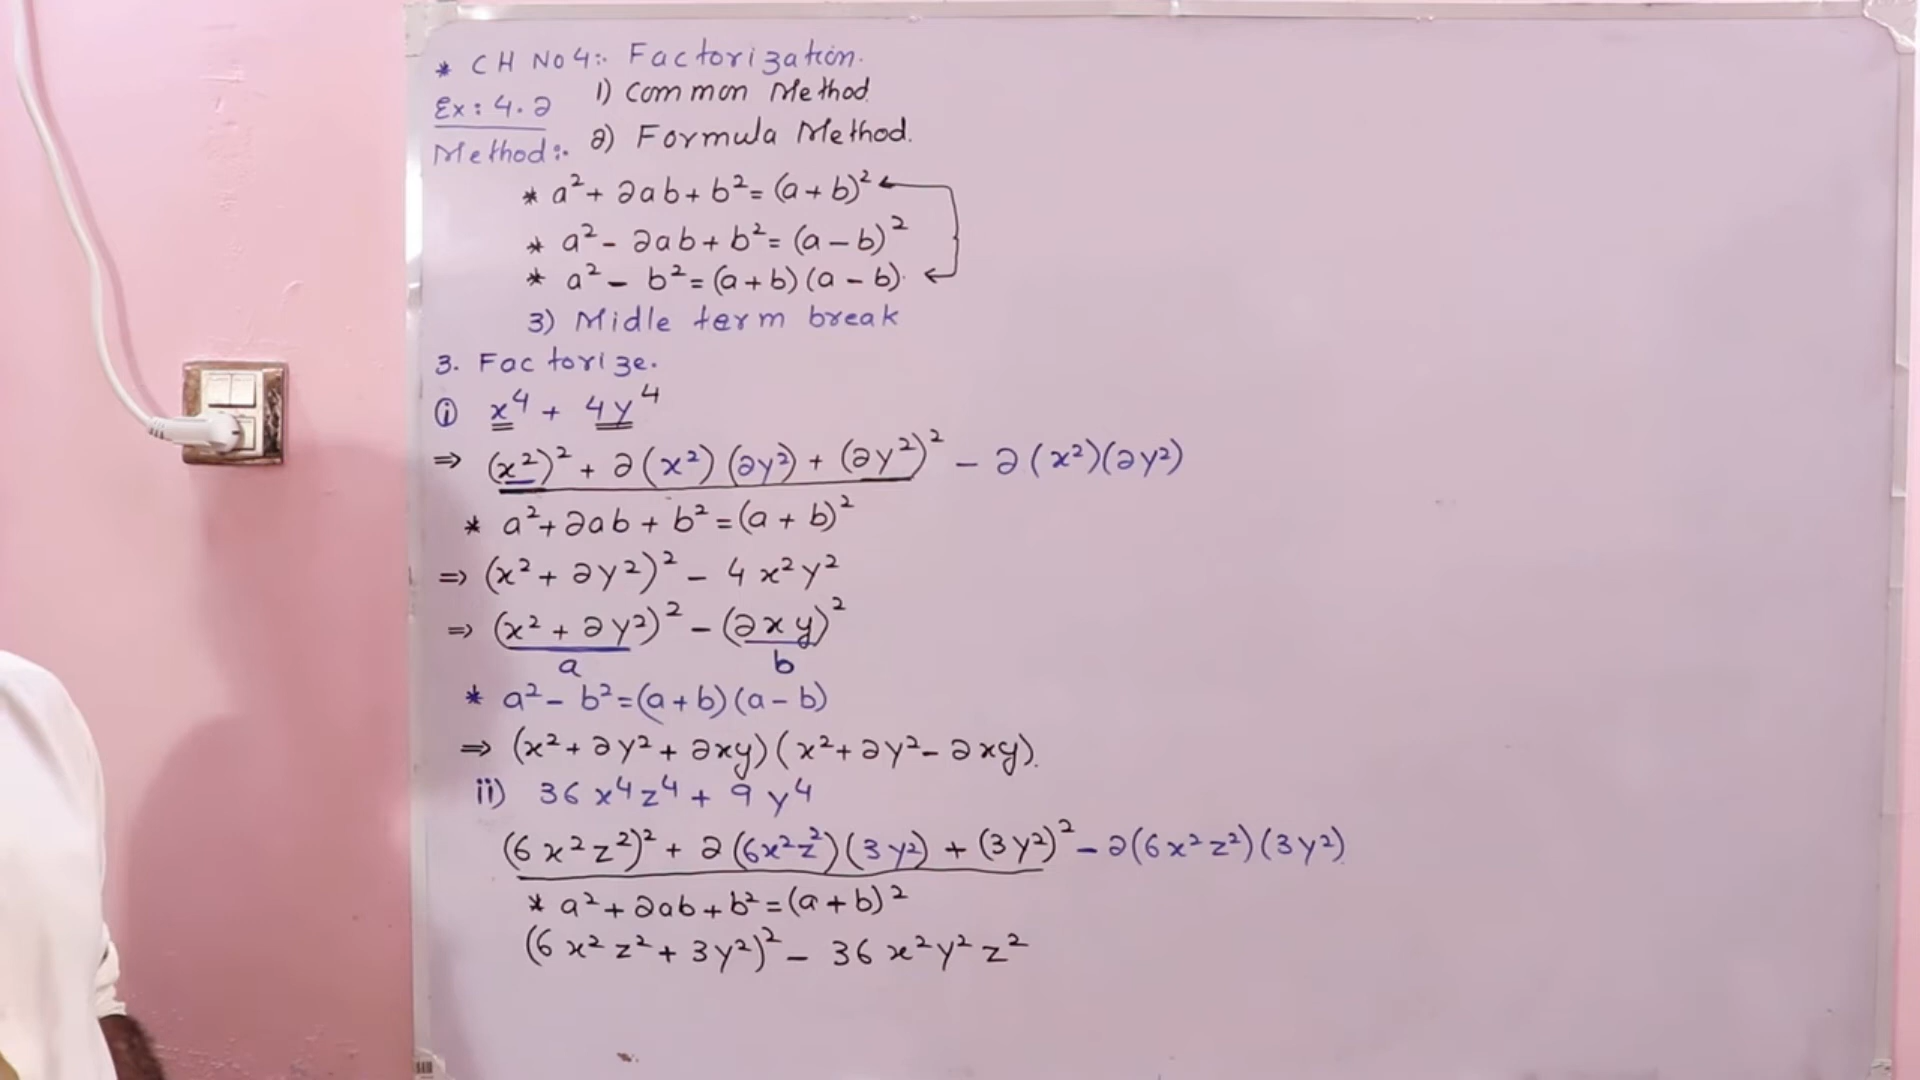 * CH No 4:- Factorization.
Ex: 4.2 1) Common Method
Method:- 2) Formula Method.
* a² + 2ab + b² = (a + b)²
* a² - 2ab + b² = (a - b)²
* a² - b² = (a + b) (a - b).
3) Midle term break
3. Factorize.
(i) x⁴ + 4y⁴
⇒ (x²)² + 2(x²)(2y²) + (2y²)² - 2(x²)(2y²)
* a² + 2ab + b² = (a + b)²
⇒ (x² + 2y²)² - 4x²y²
⇒ (x² + 2y²)² - (2xy)²
a b
* a² - b² = (a + b)(a - b)
⇒ (x² + 2y² + 2xy)(x² + 2y² - 2xy).
ii) 36x⁴z⁴ + 9y⁴
(6x²z²)² + 2(6x²z²)(3y²) + (3y²)² - 2(6x²z²)(3y²)
* a² + 2ab + b² = (a + b)²
(6x²z² + 3y²)² - 36x²y²z²